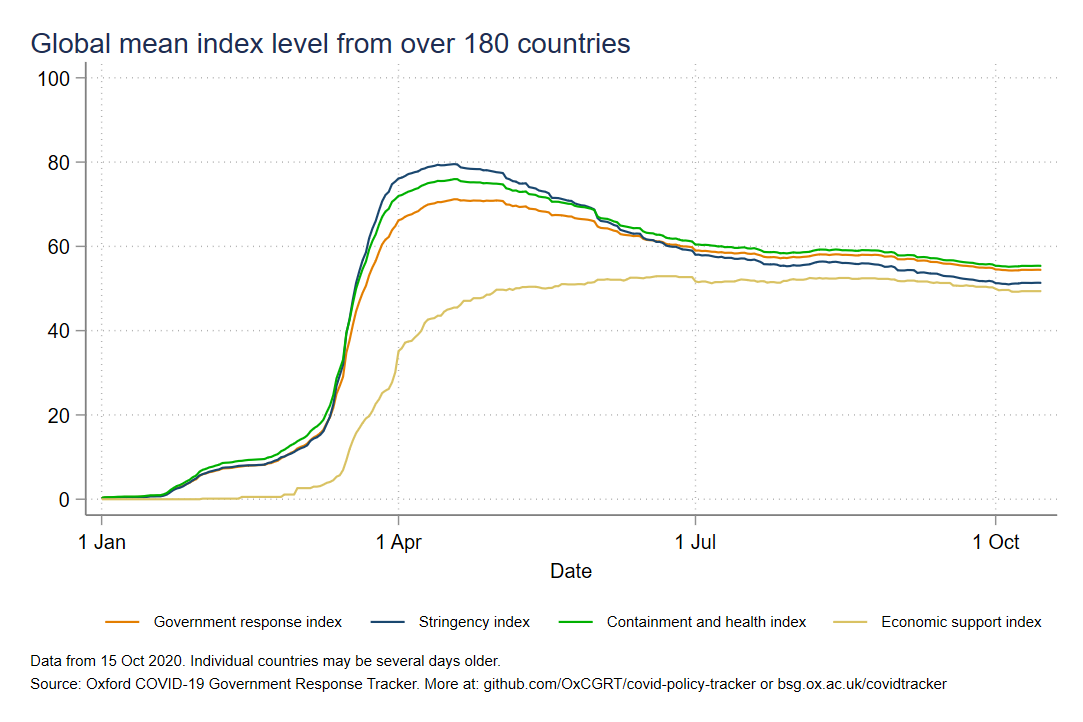 Global mean index level from over 180 countries
100
80
60
40
20
0
1 Jan 1 Apr 1 Jul 1 Oct
Date
Government response index Stringency index Containment and health index Economic support index
Data from 15 Oct 2020. Individual countries may be several days older.
Source: Oxford COVID-19 Government Response Tracker. More at: github.com/OxCGRT/covid-policy-tracker or bsg.ox.ac.uk/covidtracker